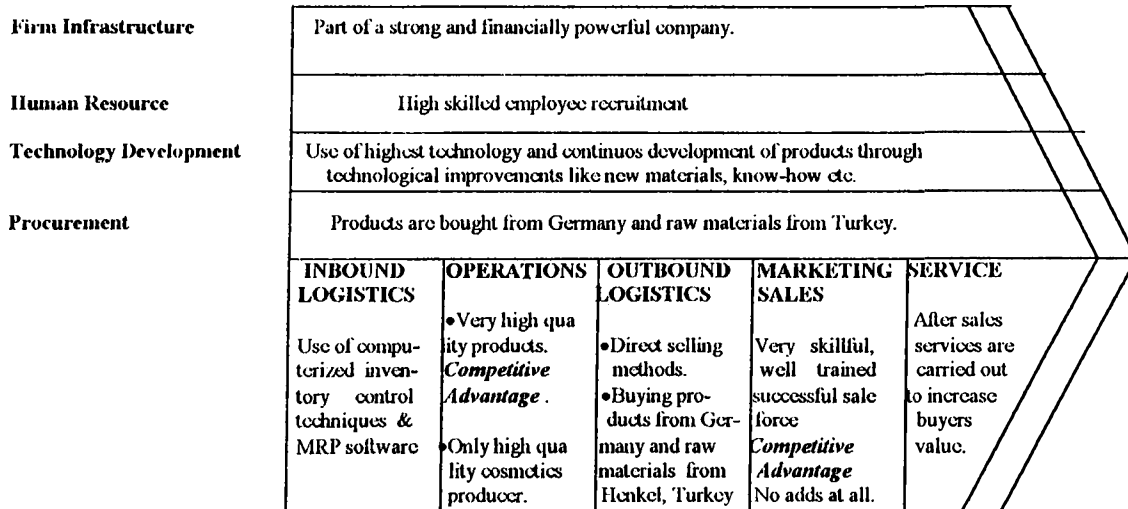 Firm Infrastructure
Part of a strong and financially powerful company.
Human Resource
High skilled employee recruitment
Technology Development
Use of highest technology and continuos development of products through
technological improvements like new materials, know-how etc.
Procurement
Products are bought from Germany and raw materials from Turkey.
INBOUND
LOGISTICS
Use of compu-
terized inven-
tory control
techniques &
MRP software
OPERATIONS
•Very high qua
ity products.
Competitive
Advantage .
•Only high qua
lity cosmetics
producer.
OUTBOUND
LOGISTICS
•Direct selling
methods.
•Buying pro-
ducts from Ger-
many and raw
materials from
Henkel, Turkey
MARKETING
SALES
Very skillful,
well trained
successful sale
force
Competitive
Advantage
No adds at all.
SERVICE
After sales
services are
carried out
to increase
buyers
value.